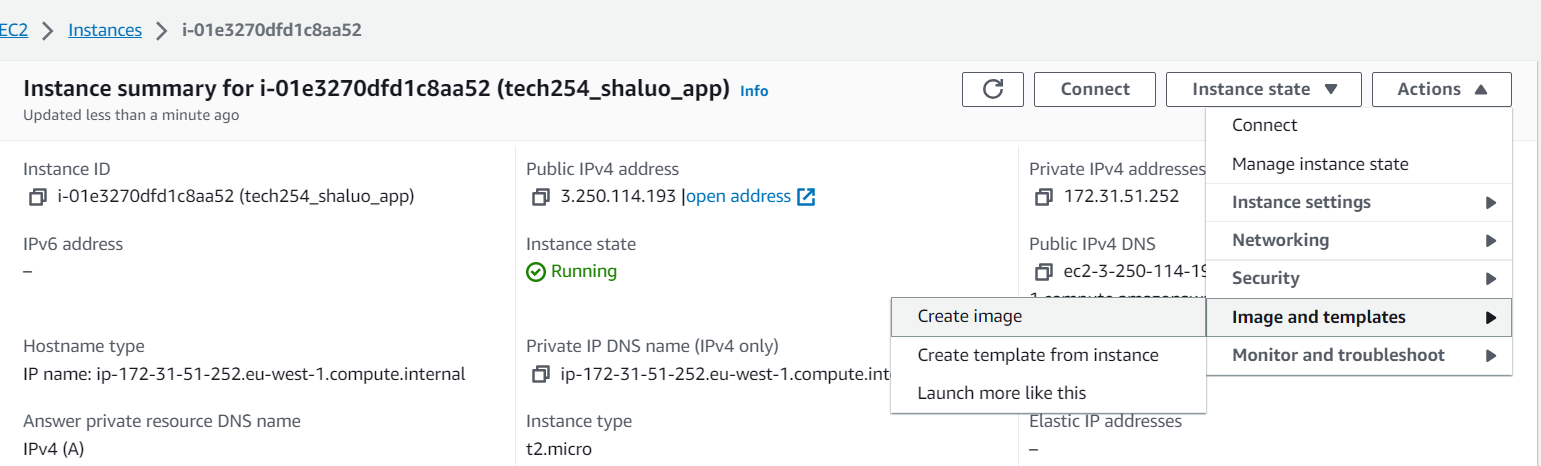 EC2 > Instances > i-01e3270dfd1c8aa52
Instance summary for i-01e3270dfd1c8aa52 (tech254_shaluo_app) Info
Updated less than a minute ago
Connect
Instance state
Actions
Connect
Manage instance state
Instance settings
Networking
Security
Image and templates
Monitor and troubleshoot
Create image
Create template from instance
Launch more like this
Instance ID
i-01e3270dfd1c8aa52 (tech254_shaluo_app)
Public IPv4 address
3.250.114.193 |open address
Private IPv4 addresses
172.31.51.252
IPv6 address
–
Instance state
Running
Public IPv4 DNS
ec2-3-250-114-19
Hostname type
IP name: ip-172-31-51-252.eu-west-1.compute.internal
Private IP DNS name (IPv4 only)
ip-172-31-51-252.eu-west-1.compute.int
Answer private resource DNS name
IPv4 (A)
Instance type
t2.micro
Elastic IP addresses
–